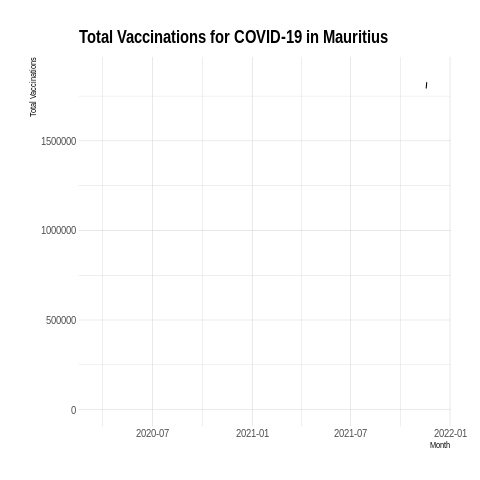 Total Vaccinations for COVID-19 in Mauritius
Total Vaccinations
1500000
1000000
500000
0
2020-07 2021-01 2021-07 2022-01
Month